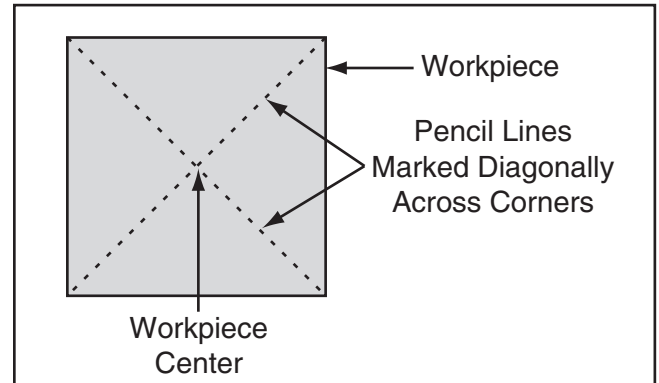 Workpiece
Pencil Lines
Marked Diagonally
Across Corners
Workpiece
Center